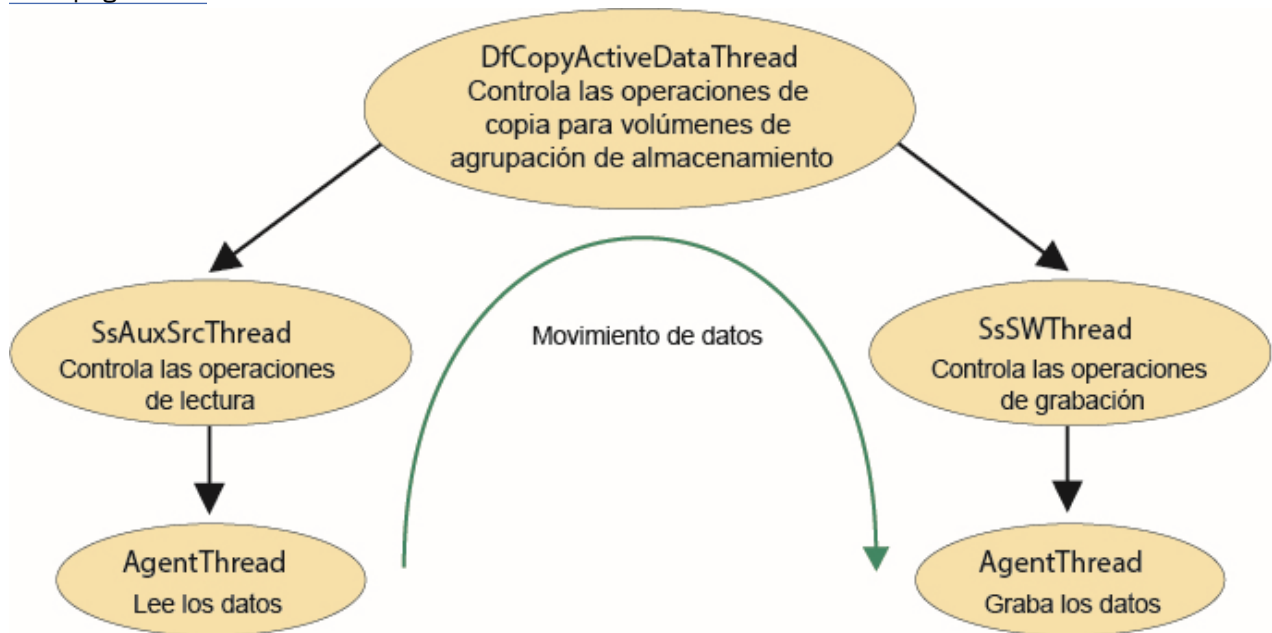 DfCopyActiveDataThread
Controla las operaciones de
copia para volúmenes de
agrupación de almacenamiento
SsAuxSrcThread
Controla las operaciones
de lectura
Movimiento de datos
SsSWThread
Controla las operaciones
de grabación
AgentThread
Lee los datos
AgentThread
Graba los datos